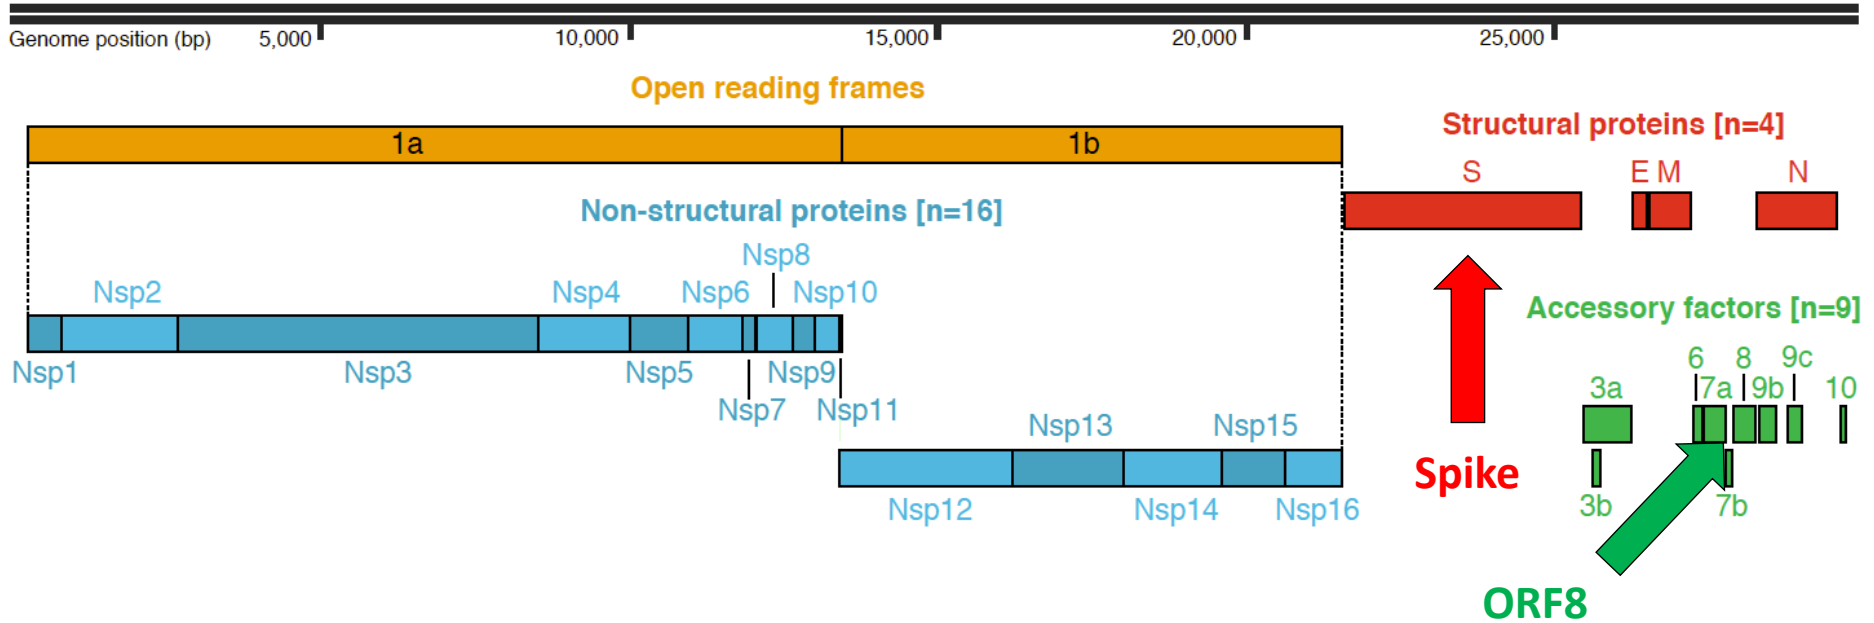 Genome position (bp) 5,000 10,000 15,000 20,000 25,000
Open reading frames
1a 1b
Structural proteins [n=4]
S E M N
Non-structural proteins [n=16]
Nsp8
Nsp2 Nsp4 Nsp6 Nsp10
Accessory factors [n=9]
6 8 9c
Nsp1 Nsp3 Nsp5 Nsp9
3a 7a 9b 10
Nsp7 Nsp11
Nsp13 Nsp15
Spike
Nsp12 Nsp14 Nsp16
3b 7b
ORF8